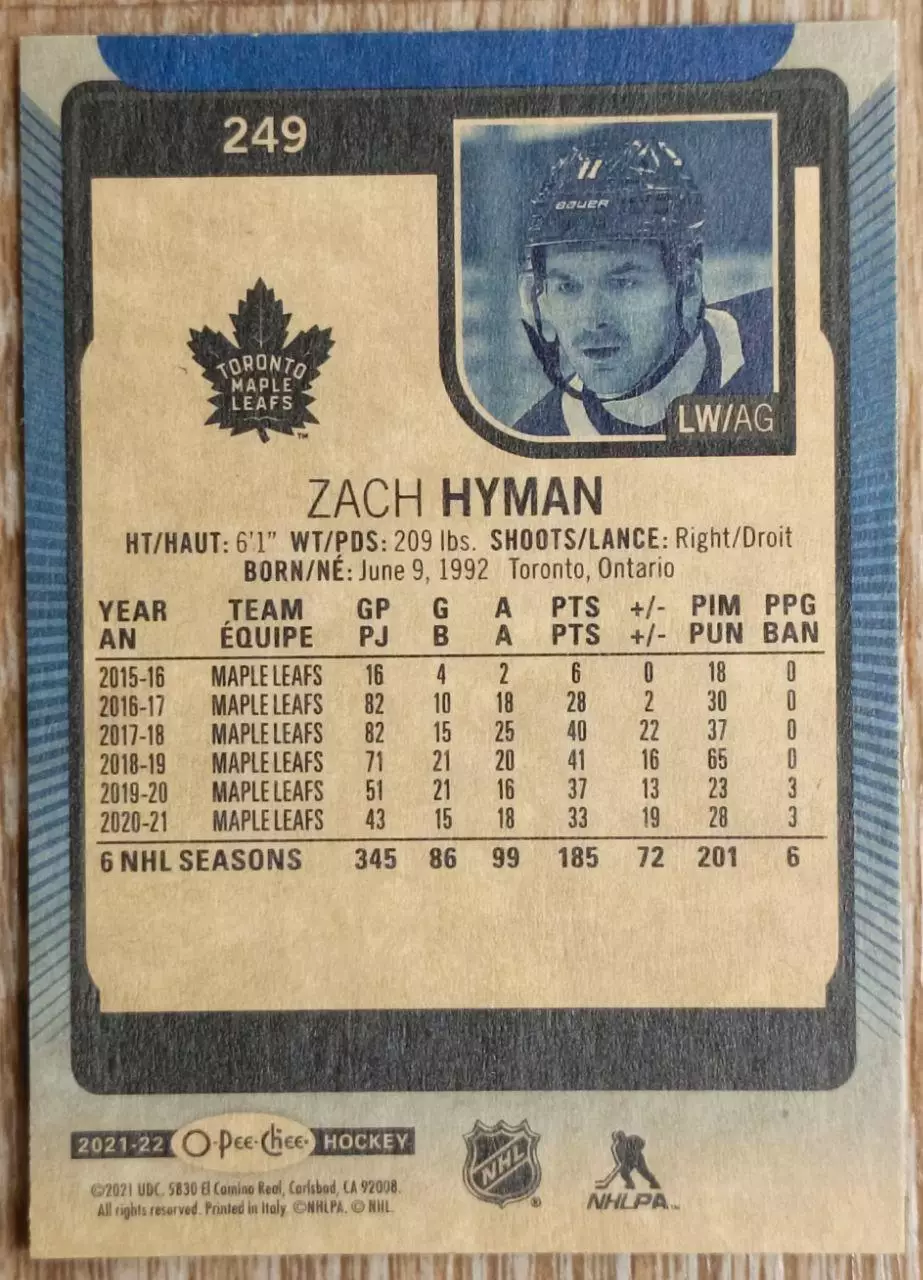 249
BAUER
TORONTO
MAPLE
LEAFS
™
LW/AG
ZACH HYMAN
HT/HAUT: 6'1" WT/PDS: 209 lbs. SHOOTS/LANCE: Right/Droit
BORN/NÉ: June 9, 1992 Toronto, Ontario
YEAR TEAM GP G A PTS +/- PIM PPG
AN ÉQUIPE PJ B A PTS +/- PUN BAN
2015-16 MAPLE LEAFS 16 4 2 6 0 18 0
2016-17 MAPLE LEAFS 82 10 18 28 2 30 0
2017-18 MAPLE LEAFS 82 15 25 40 22 37 0
2018-19 MAPLE LEAFS 71 21 20 41 16 65 0
2019-20 MAPLE LEAFS 51 21 16 37 13 23 3
2020-21 MAPLE LEAFS 43 15 18 33 19 28 3
6 NHL SEASONS 345 86 99 185 72 201 6
2021-22 O-Pee-Chee HOCKEY
NHL ®
NHLPA™
©2021 UDC. 5830 El Camino Real, Carlsbad, CA 92008.
All rights reserved. Printed in Italy. ©NHLPA. © NHL.